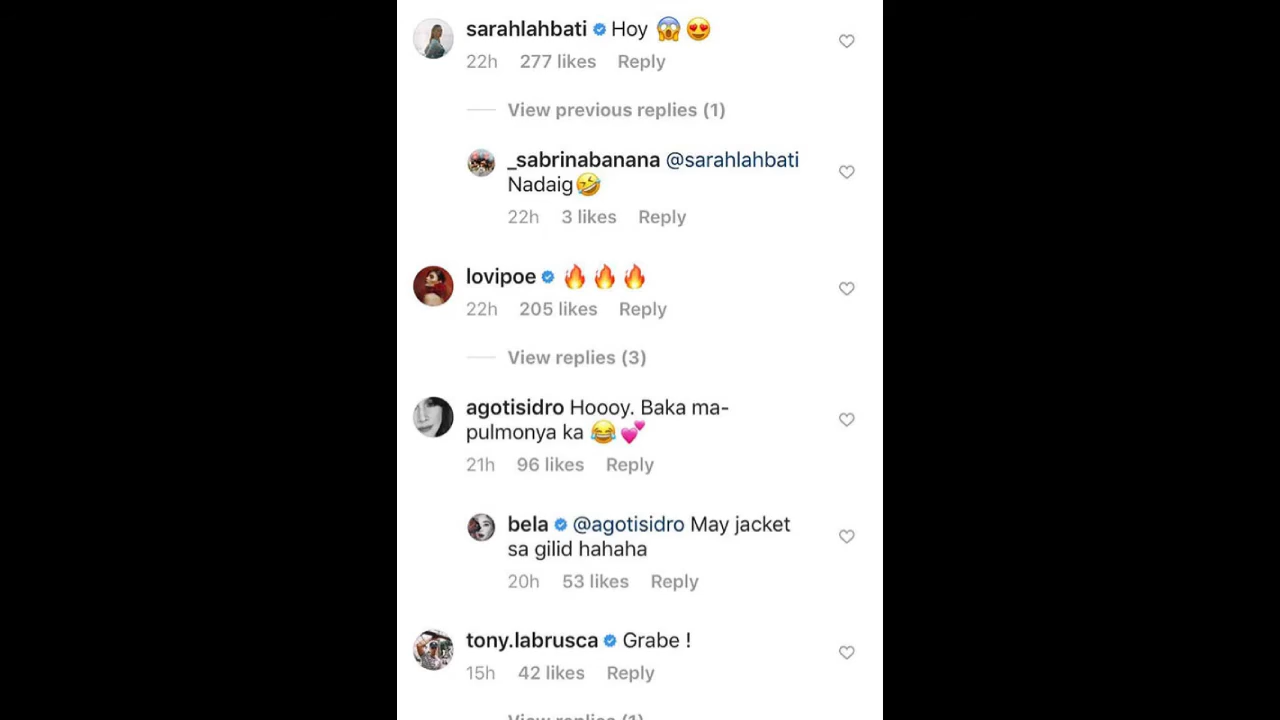 sarahlahbati Hoy 😱😍
22h 277 likes Reply
View previous replies (1)
_sabrinabanana @sarahlahbati
Nadaig🤣
22h 3 likes Reply
lovipoe 🔥🔥🔥
22h 205 likes Reply
View replies (3)
agotisidro Hoooy. Baka ma-
pulmonya ka 😂💕
21h 96 likes Reply
bela @agotisidro May jacket
sa gilid hahaha
20h 53 likes Reply
tony.labrusca Grabe !
15h 42 likes Reply
View replies (1)